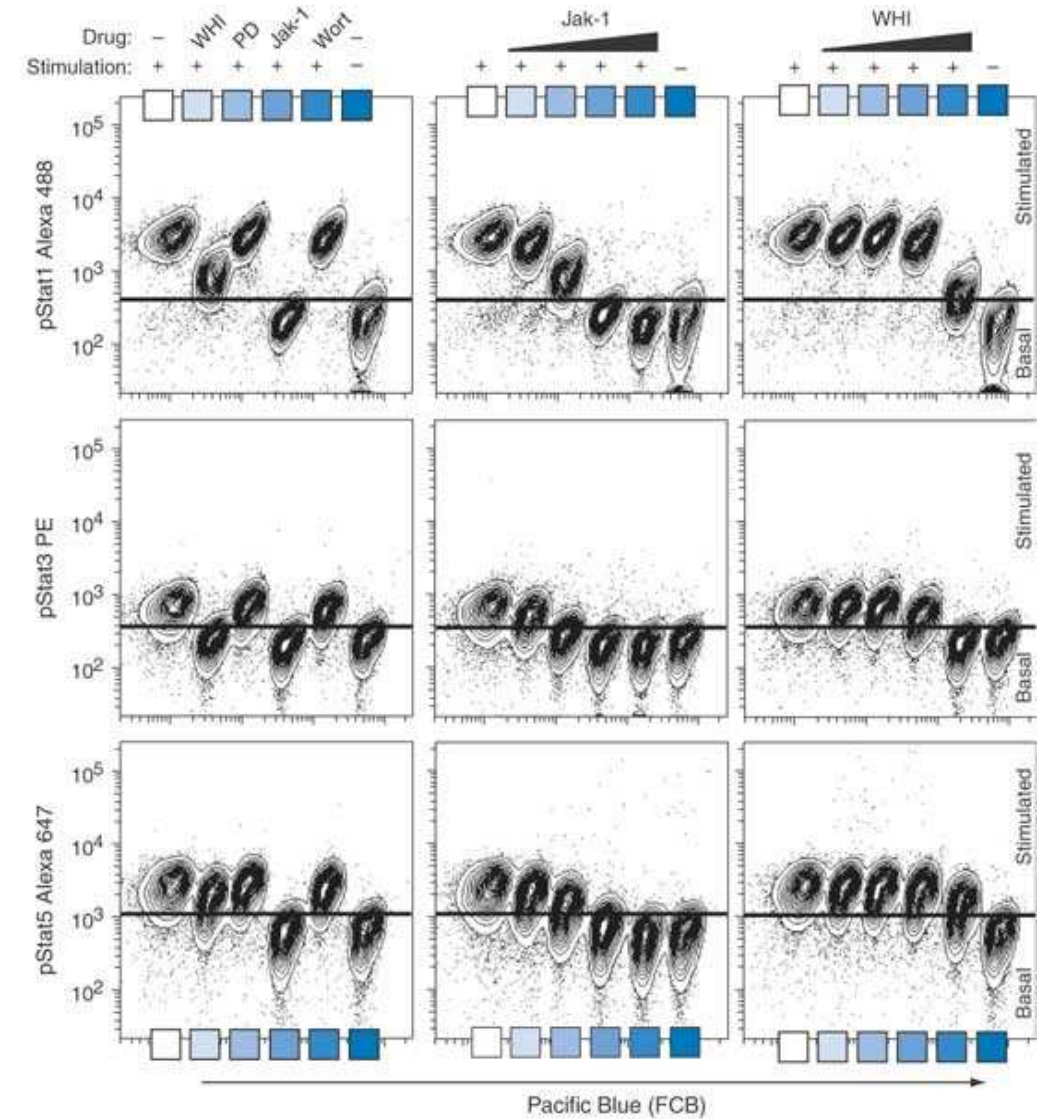 Jak-1 WHI
Drug: – WHI PD Jak-1 Wort –
Stimulation: + + + + + – + + + + + – + + + + + –
pStat1 Alexa 488
10⁵
10⁴
10³
10²
Stimulated
Basal
pStat3 PE
10⁵
10⁴
10³
10²
Stimulated
Basal
pStat5 Alexa 647
10⁵
10⁴
10³
10²
Stimulated
Basal
Pacific Blue (FCB)